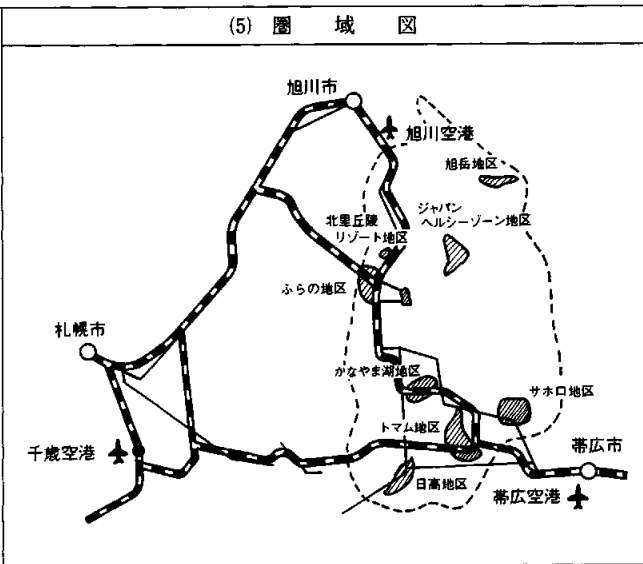 (5) 圏域図
旭川市
旭川空港
旭岳地区
北星丘陵
リゾート地区
ジャパン
ヘルシーゾーン地区
ふらの地区
札幌市
かなやま湖地区
サホロ地区
トマム地区
千歳空港
帯広市
日高地区
帯広空港